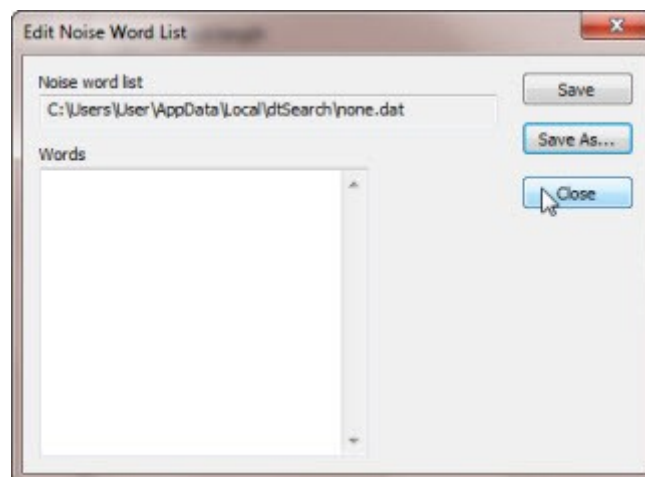 Edit Noise Word List
Noise word list
C:\Users\User\AppData\Local\dtSearch\none.dat
Save
Save As...
Words
Close